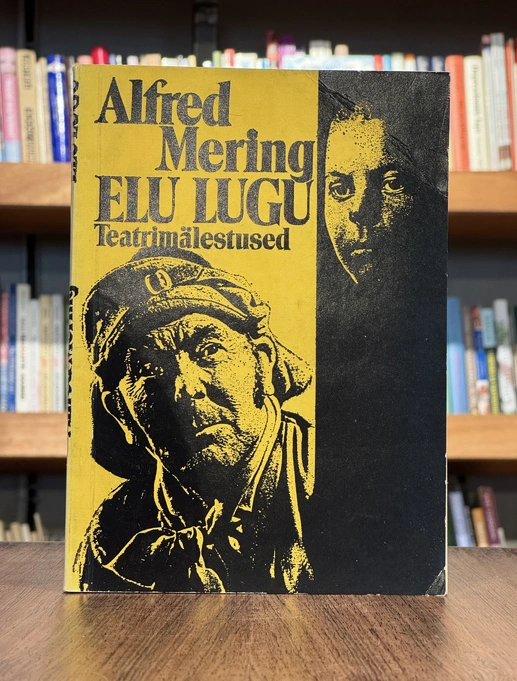 Alfred
Mering
ELU LUGU
Teatrimälestused